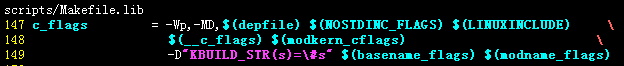 scripts/Makefile.lib
147 c_flags        = -Wp,-MD,$(depfile) $(NOSTDINC_FLAGS) $(LINUXINCLUDE)     \
148                  $(__c_flags) $(modkern_cflags)                           \
149                  -D"KBUILD_STR(s)=\#s" $(basename_flags) $(modname_flags)